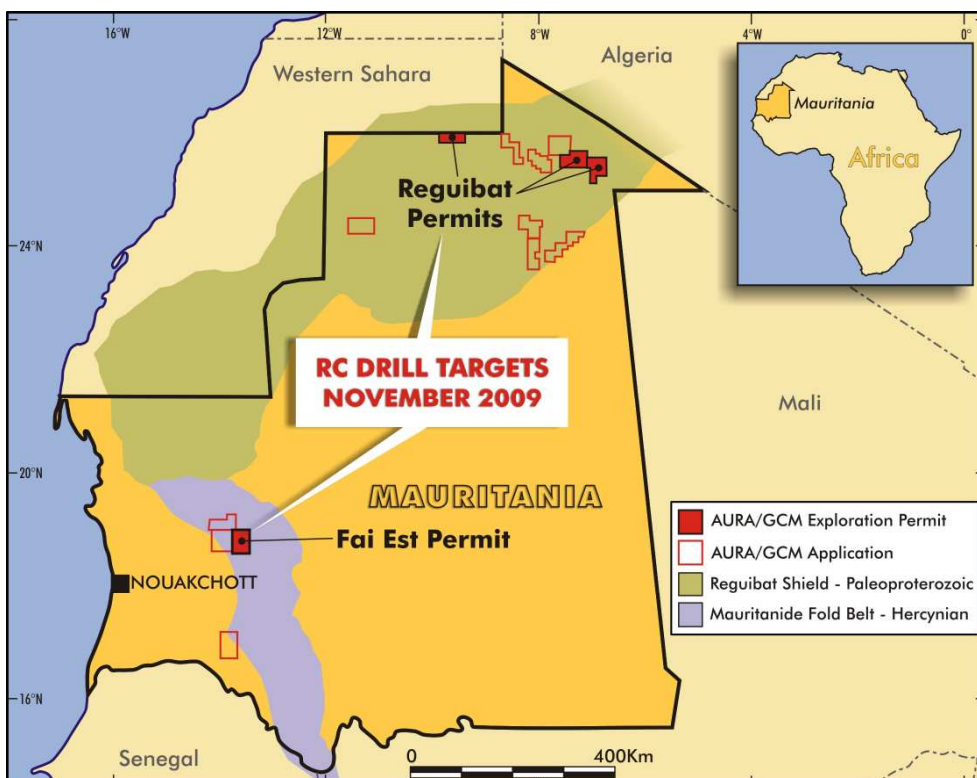 16°W
12°W
8°W
4°W
0°
Western Sahara
Algeria
Mauritania
Africa
Reguibat
Permits
24°N
RC DRILL TARGETS
NOVEMBER 2009
Mali
20°N
MAURITANIA
Fai Est Permit
NOUAKCHOTT
AURA/GCM Exploration Permit
AURA/GCM Application
Reguibat Shield - Paleoproterozoic
Mauritanide Fold Belt - Hercynian
16°N
Senegal
0
400Km